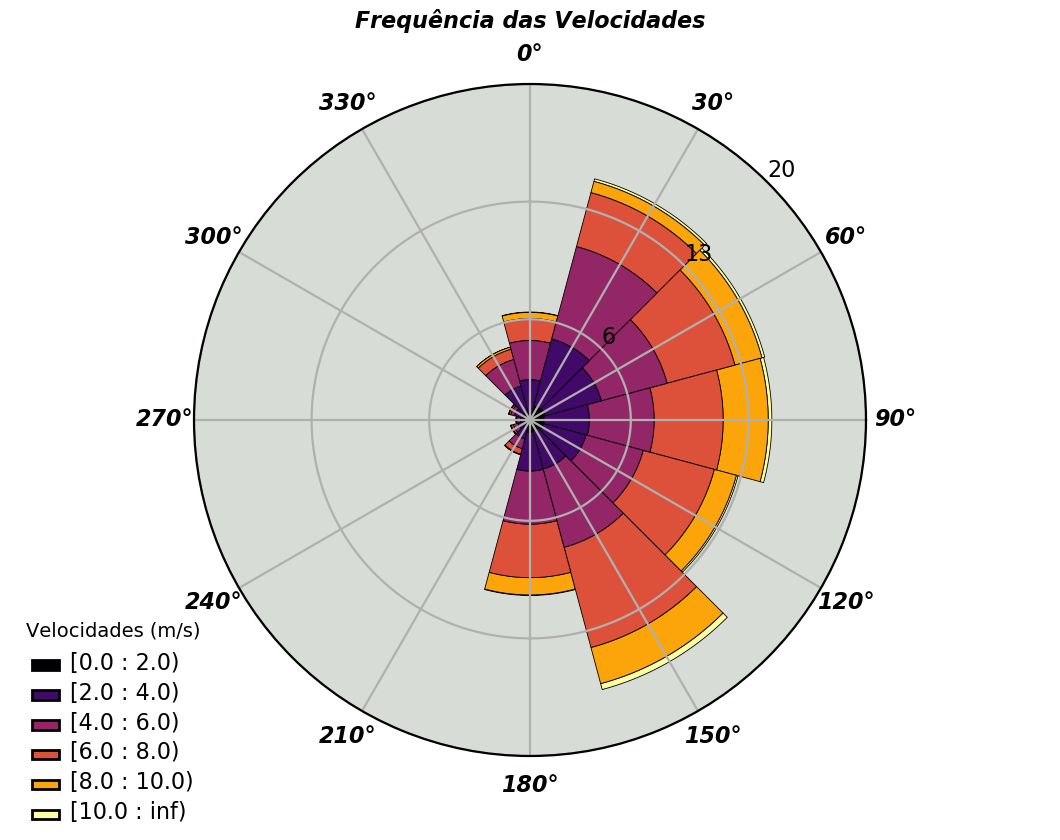 Frequência das Velocidades
0°
330°
30°
20
300°
60°
13
6
270°
90°
240°
120°
210°
150°
180°
Velocidades (m/s)
[0.0 : 2.0)
[2.0 : 4.0)
[4.0 : 6.0)
[6.0 : 8.0)
[8.0 : 10.0)
[10.0 : inf)